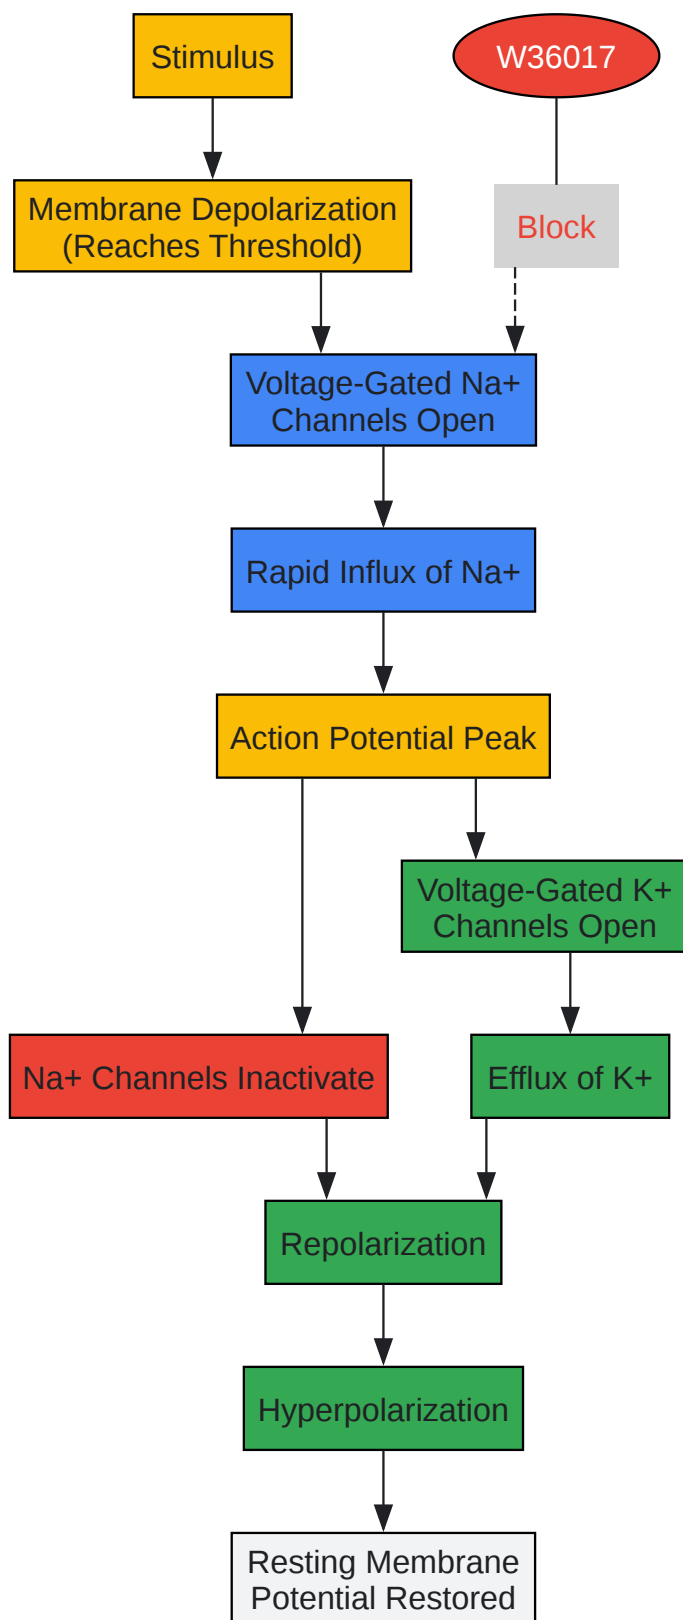 Stimulus
W36017
Membrane Depolarization
(Reaches Threshold)
Block
Voltage-Gated Na+
Channels Open
Rapid Influx of Na+
Action Potential Peak
Voltage-Gated K+
Channels Open
Na+ Channels Inactivate
Efflux of K+
Repolarization
Hyperpolarization
Resting Membrane
Potential Restored